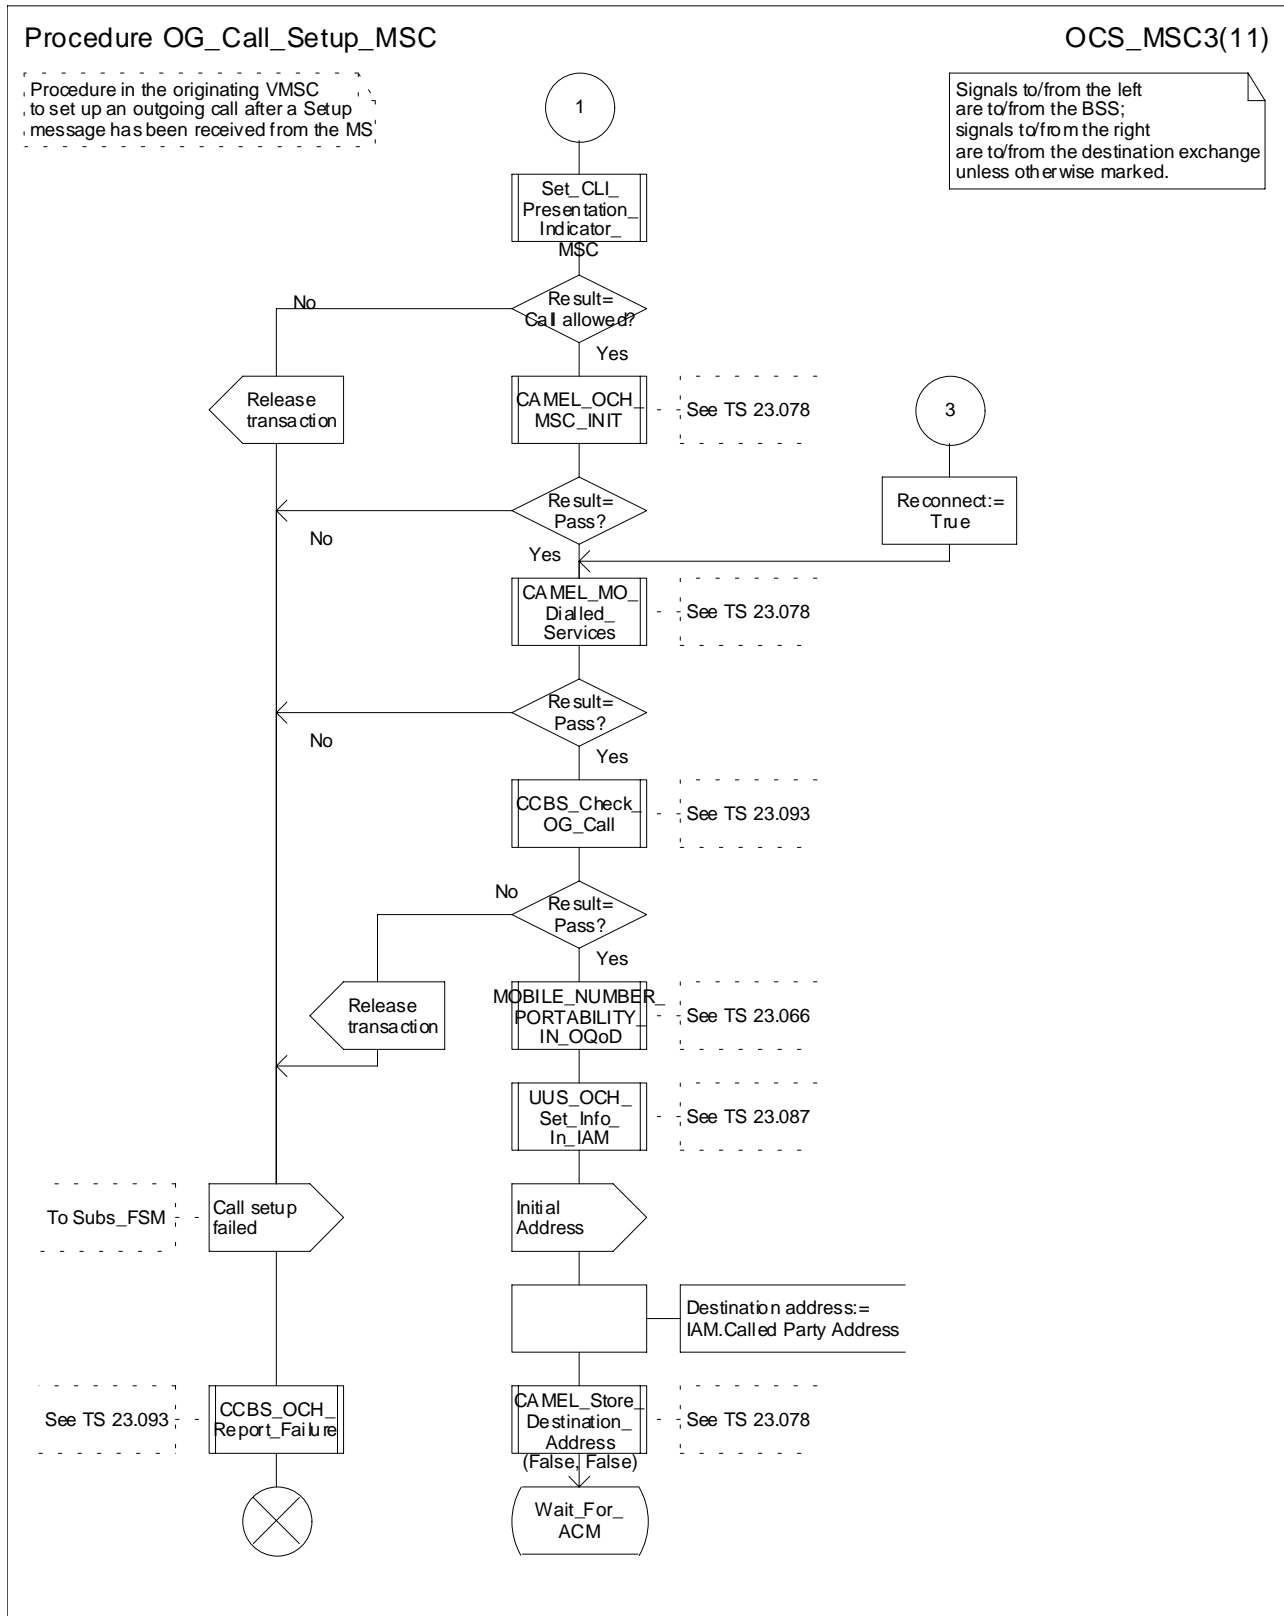 Procedure OG_Call_Setup_MSC
OCS_MSC3(11)
Procedure in the originating VMSC
to set up an outgoing call after a Setup
message has been received from the MS
Signals to/from the left
are to/from the BSS;
signals to/from the right
are to/from the destination exchange
unless otherwise marked.
1
Set_CLI_
Presentation_
Indicator_
MSC
Result=
Call allowed?
No
Yes
Release
transaction
CAMEL_OCH_
MSC_INIT
See TS 23.078
3
Result=
Pass?
No
Yes
Reconnect:=
True
CAMEL_MO_
Dialled_
Services
See TS 23.078
Result=
Pass?
No
Yes
CCBS_Check_
OG_Call
See TS 23.093
No
Result=
Pass?
Yes
Release
transaction
MOBILE_NUMBER_
PORTABILITY_
IN_OQoD
See TS 23.066
UUS_OCH_
Set_Info_
In_IAM
See TS 23.087
To Subs_FSM
Call setup
failed
Initial
Address
Destination address:=
IAM.Called Party Address
See TS 23.093
CCBS_OCH_
Report_Failure
CAMEL_Store_
Destination_
Address
(False, False)
See TS 23.078
Wait_For_
ACM